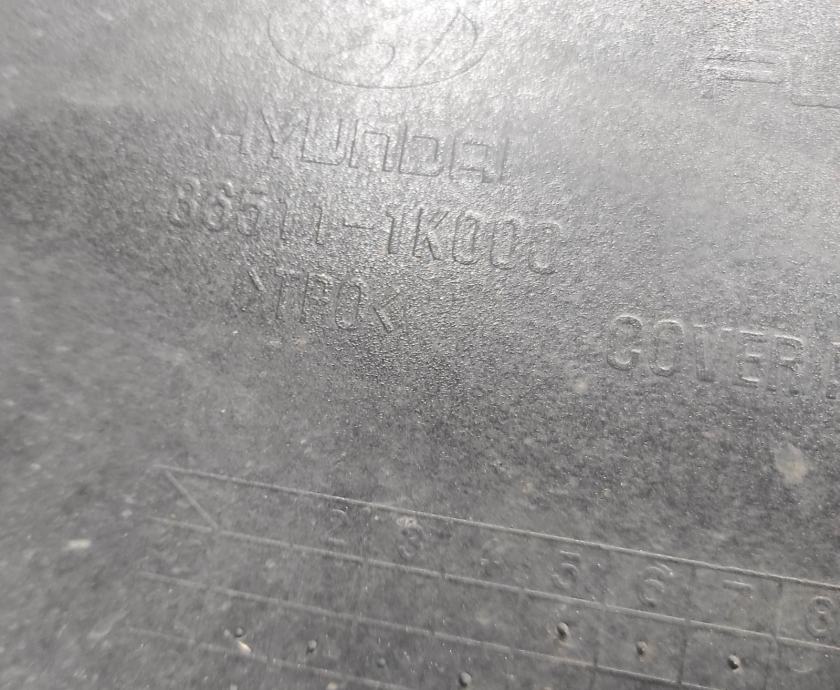 HYUNDAI
86511-1K000
>TPO<
COVER
2 3 4 5 6 7 8